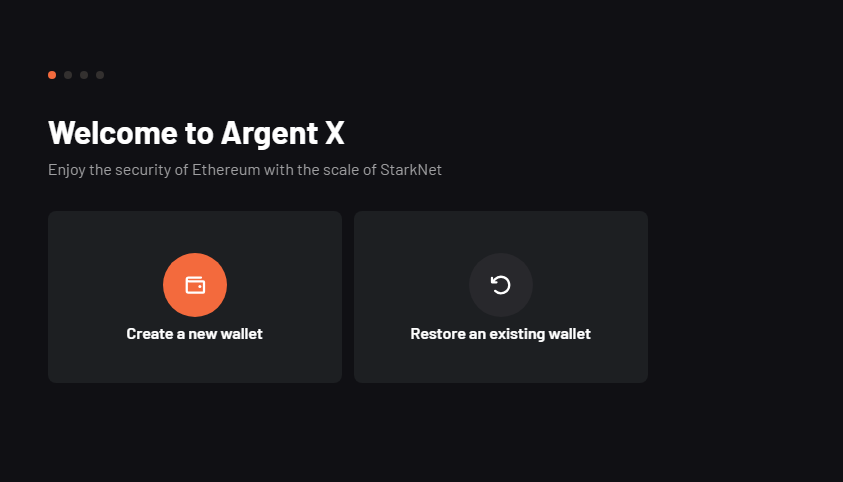 Welcome to Argent X
Enjoy the security of Ethereum with the scale of StarkNet
Create a new wallet
Restore an existing wallet